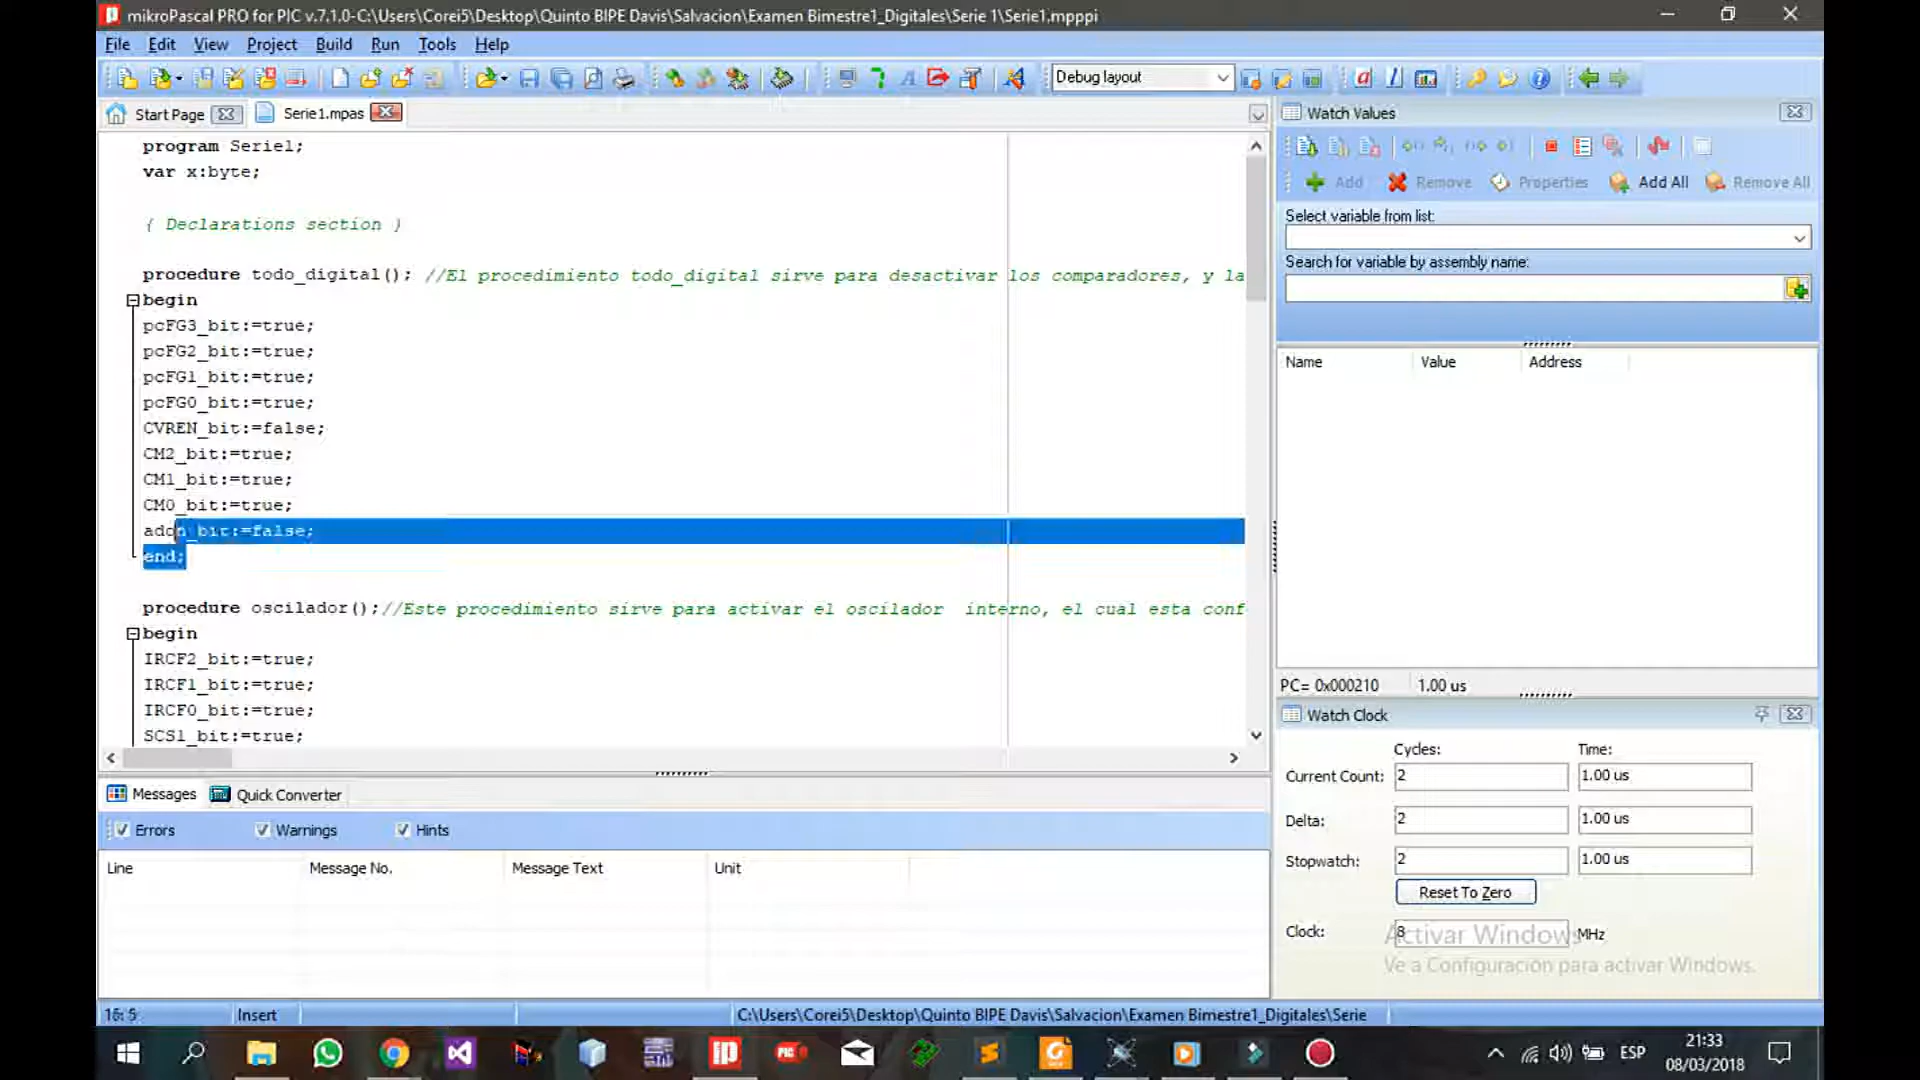 mikroPascal PRO for PIC v.7.1.0-C:\Users\Corei5\Desktop\Quinto BIPE Davis\Salvacion\Examen Bimestre1_Digitales\Serie 1\Serie1.mpppi
File Edit View Project Build Run Tools Help
Debug layout
Start Page Serie1.mpas
program Serie1;
var x:byte;
{ Declarations section }
procedure todo_digital(); //El procedimiento todo_digital sirve para desactivar los comparadores, y la
begin
pcFG3_bit:=true;
pcFG2_bit:=true;
pcFG1_bit:=true;
pcFG0_bit:=true;
CVREN_bit:=false;
CM2_bit:=true;
CM1_bit:=true;
CM0_bit:=true;
adon_bit:=false;
end;
procedure oscilador();//Este procedimiento sirve para activar el oscilador interno, el cual esta conf
begin
IRCF2_bit:=true;
IRCF1_bit:=true;
IRCF0_bit:=true;
SCS1_bit:=true;
Messages Quick Converter
Errors Warnings Hints
Line Message No. Message Text Unit
16: 5 Insert C:\Users\Corei5\Desktop\Quinto BIPE Davis\Salvacion\Examen Bimestre1_Digitales\Serie
Watch Values
Add Remove Properties Add All Remove All
Select variable from list:
Search for variable by assembly name:
Name Value Address
PC= 0x000210 1.00 us
Watch Clock
Cycles: Time:
Current Count: 2 1.00 us
Delta: 2 1.00 us
Stopwatch: 2 1.00 us
Reset To Zero
Clock: 8 MHz
Activar Windows
Ve a Configuración para activar Windows.
ESP
21:33
08/03/2018